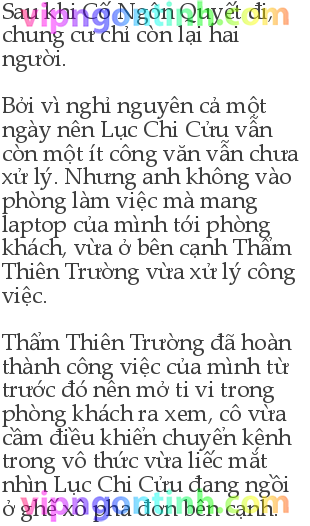 Sau khi Cố Ngôn Quyết đi,
chung cư chỉ còn lại hai
người.
Bởi vì nghỉ nguyên cả một
ngày nên Lục Chi Cửu vẫn
còn một ít công văn vẫn chưa
xử lý. Nhưng anh không vào
phòng làm việc mà mang
laptop của mình tới phòng
khách, vừa ở bên cạnh Thẩm
Thiên Trường vừa xử lý công
việc.
Thẩm Thiên Trường đã hoàn
thành công việc của mình từ
trước đó nên mở ti vi trong
phòng khách ra xem, cô vừa
cầm điều khiển chuyển kênh
trong vô thức vừa liếc mắt
nhìn Lục Chi Cửu đang ngồi
ở ghế xô pha đơn bên cạnh.
vipngontinh.com
vipngontinh.com